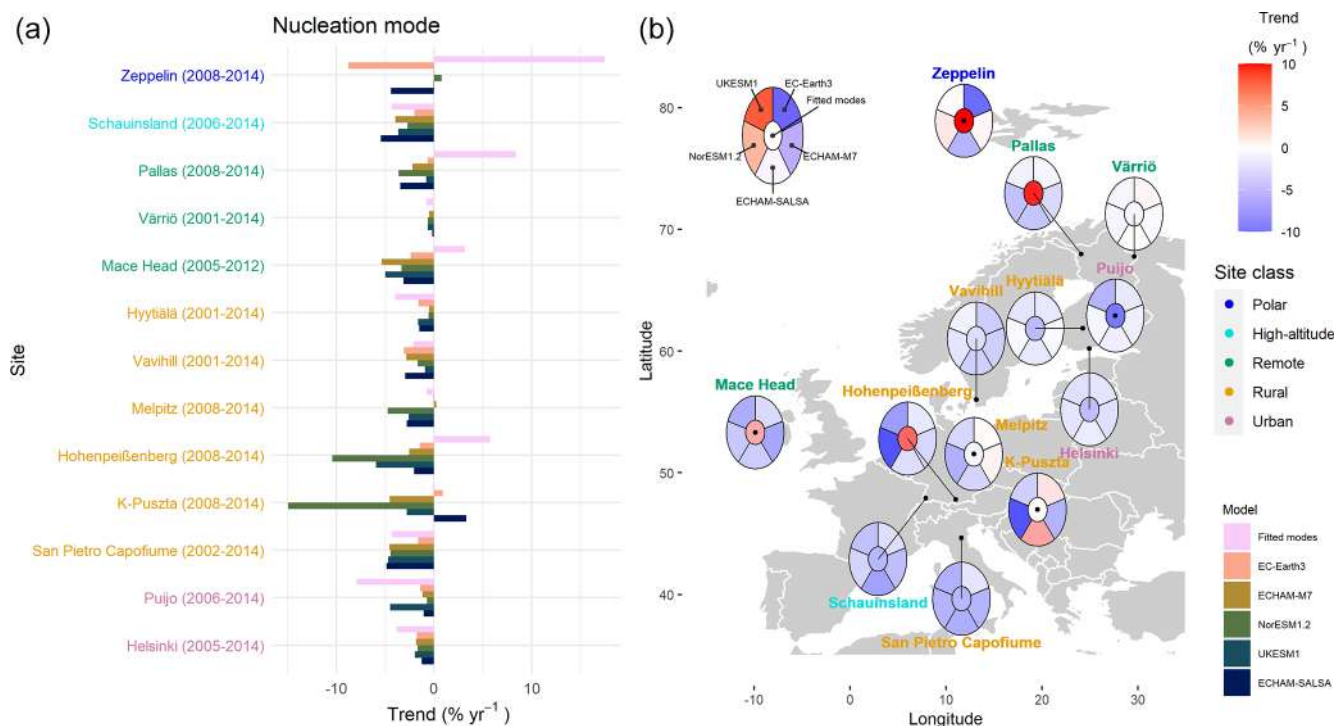 (a)
Nucleation mode
Site
Zeppelin (2008-2014)
Schauinsland (2006-2014)
Pallas (2008-2014)
Värriö (2001-2014)
Mace Head (2005-2012)
Hyytiälä (2001-2014)
Vavihill (2001-2014)
Melpitz (2008-2014)
Hohenpeißenberg (2008-2014)
K-Puszta (2008-2014)
San Pietro Capofiume (2002-2014)
Puijo (2006-2014)
Helsinki (2005-2014)
-10
0
10
Trend (% yr⁻¹)
(b)
UKESM1
EC-Earth3
Fitted modes
NorESM1.2
ECHAM-M7
ECHAM-SALSA
Zeppelin
Pallas
Värriö
Puijo
Vavihill
Hyytiälä
Mace Head
Hohenpeißenberg
Melpitz
Helsinki
K-Puszta
Schauinsland
San Pietro Capofiume
Latitude
80
70
60
50
40
-10
0
10
20
30
Longitude
Trend
(% yr⁻¹)
10
5
0
-5
-10
Site class
Polar
High-altitude
Remote
Rural
Urban
Model
Fitted modes
EC-Earth3
ECHAM-M7
NorESM1.2
UKESM1
ECHAM-SALSA